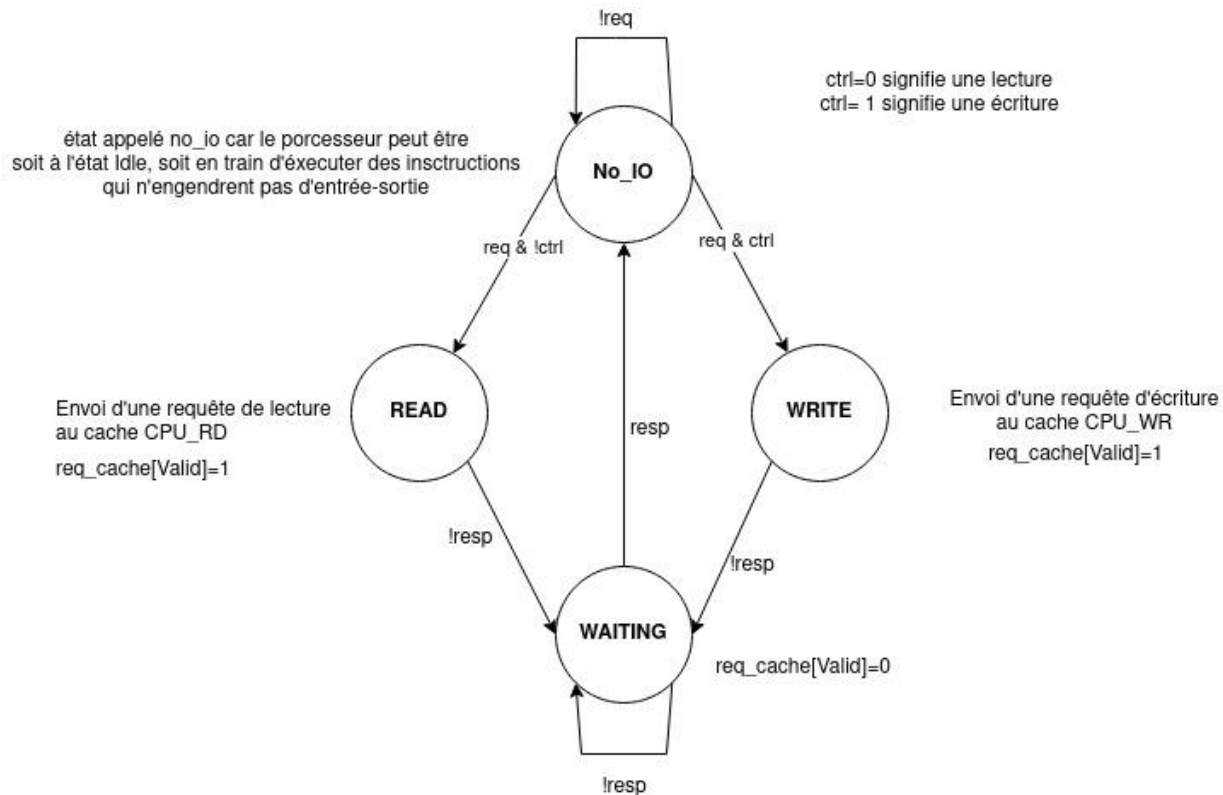 !req
ctrl=0 signifie une lecture
ctrl= 1 signifie une écriture
état appelé no_io car le porcesseur peut être
soit à l'état Idle, soit en train d'éxecuter des insctructions
qui n'engendrent pas d'entrée-sortie
No_IO
req & !ctrl
req & ctrl
READ
WRITE
Envoi d'une requête de lecture
au cache CPU_RD
req_cache[Valid]=1
resp
Envoi d'une requête d'écriture
au cache CPU_WR
req_cache[Valid]=1
!resp
!resp
WAITING
req_cache[Valid]=0
!resp